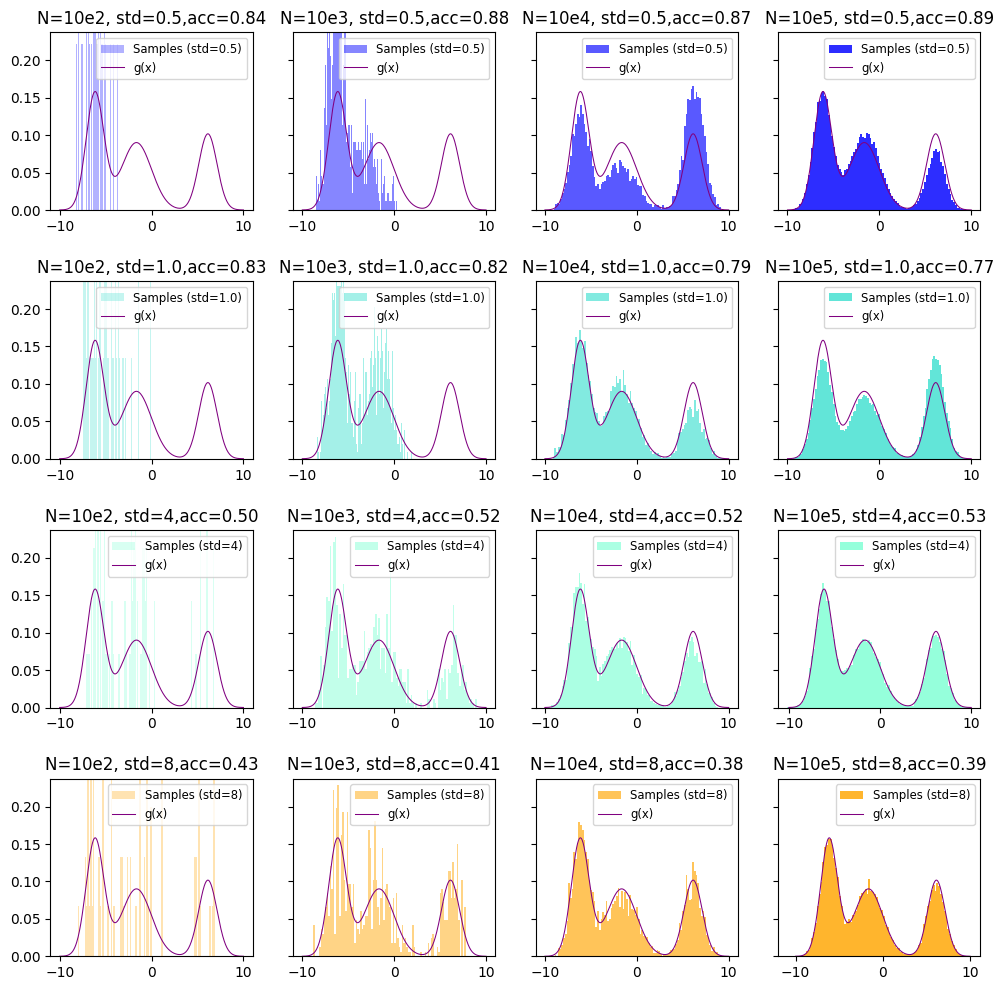 N=10e2, std=0.5,acc=0.84
N=10e3, std=0.5,acc=0.88
N=10e4, std=0.5,acc=0.87
N=10e5, std=0.5,acc=0.89
Samples (std=0.5)
g(x)
Samples (std=0.5)
g(x)
Samples (std=0.5)
g(x)
Samples (std=0.5)
g(x)
0.20
0.15
0.10
0.05
0.00
−10 0 10
−10 0 10
−10 0 10
−10 0 10
N=10e2, std=1.0,acc=0.83
N=10e3, std=1.0,acc=0.82
N=10e4, std=1.0,acc=0.79
N=10e5, std=1.0,acc=0.77
Samples (std=1.0)
g(x)
Samples (std=1.0)
g(x)
Samples (std=1.0)
g(x)
Samples (std=1.0)
g(x)
0.20
0.15
0.10
0.05
0.00
−10 0 10
−10 0 10
−10 0 10
−10 0 10
N=10e2, std=4,acc=0.50
N=10e3, std=4,acc=0.52
N=10e4, std=4,acc=0.52
N=10e5, std=4,acc=0.53
Samples (std=4)
g(x)
Samples (std=4)
g(x)
Samples (std=4)
g(x)
Samples (std=4)
g(x)
0.20
0.15
0.10
0.05
0.00
−10 0 10
−10 0 10
−10 0 10
−10 0 10
N=10e2, std=8,acc=0.43
N=10e3, std=8,acc=0.41
N=10e4, std=8,acc=0.38
N=10e5, std=8,acc=0.39
Samples (std=8)
g(x)
Samples (std=8)
g(x)
Samples (std=8)
g(x)
Samples (std=8)
g(x)
0.20
0.15
0.10
0.05
0.00
−10 0 10
−10 0 10
−10 0 10
−10 0 10